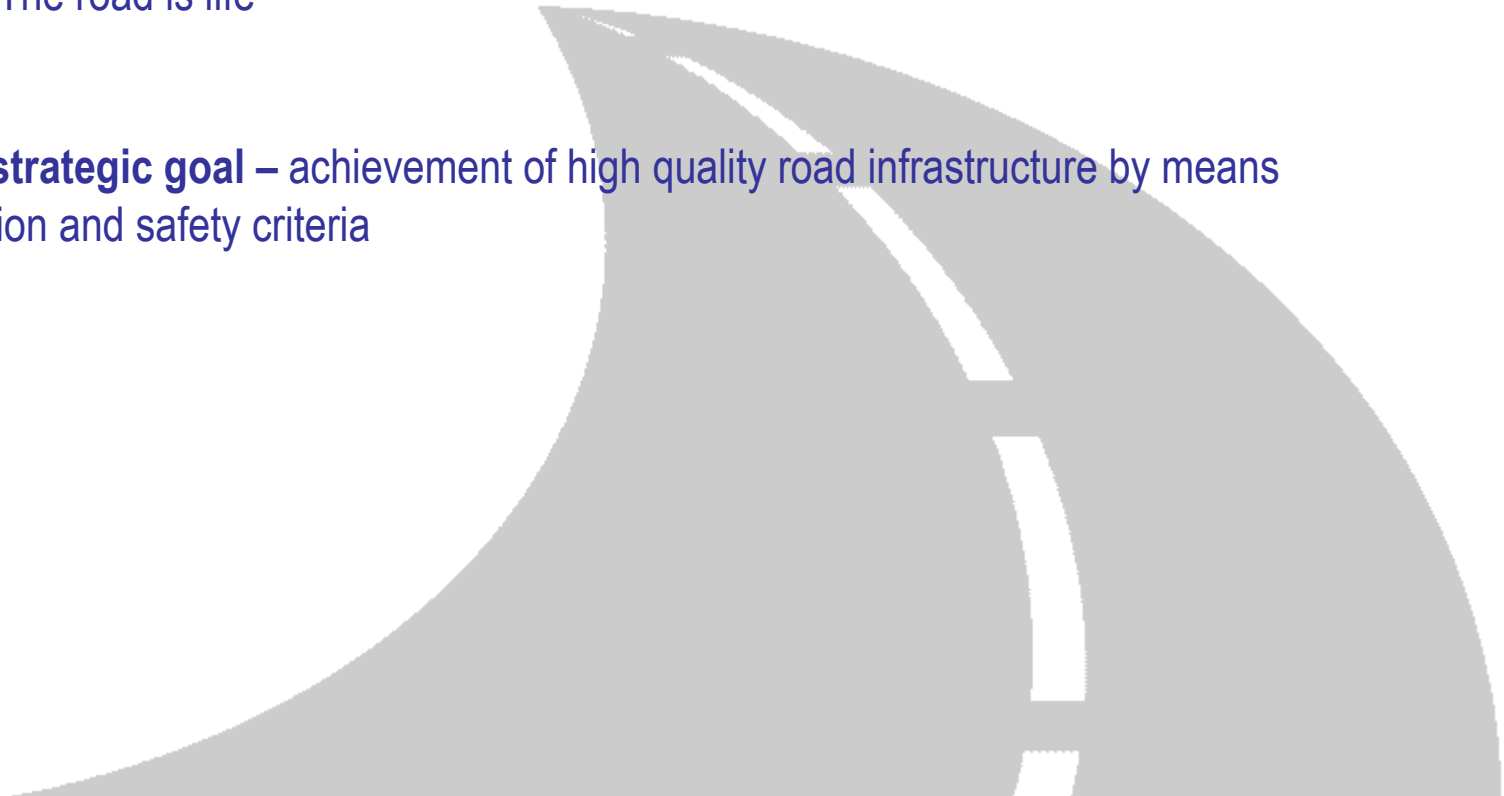 The road is life
strategic goal – achievement of high quality road infrastructure by means
ion and safety criteria